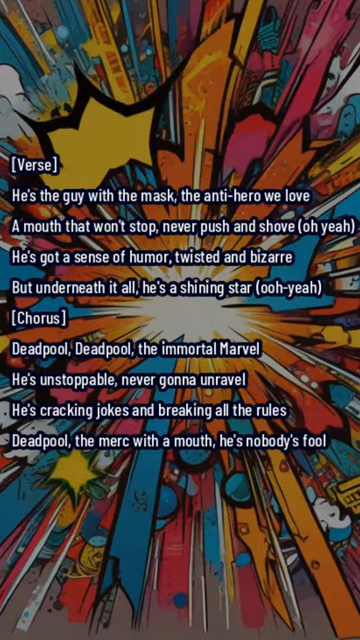 [Verse]
He's the guy with the mask, the anti-hero we love
A mouth that won't stop, never push and shove (oh yeah)
He's got a sense of humor, twisted and bizarre
But underneath it all, he's a shining star (ooh-yeah)
[Chorus]
Deadpool, Deadpool, the immortal Marvel
He's unstoppable, never gonna unravel
He's cracking jokes and breaking all the rules
Deadpool, the merc with a mouth, he's nobody's fool